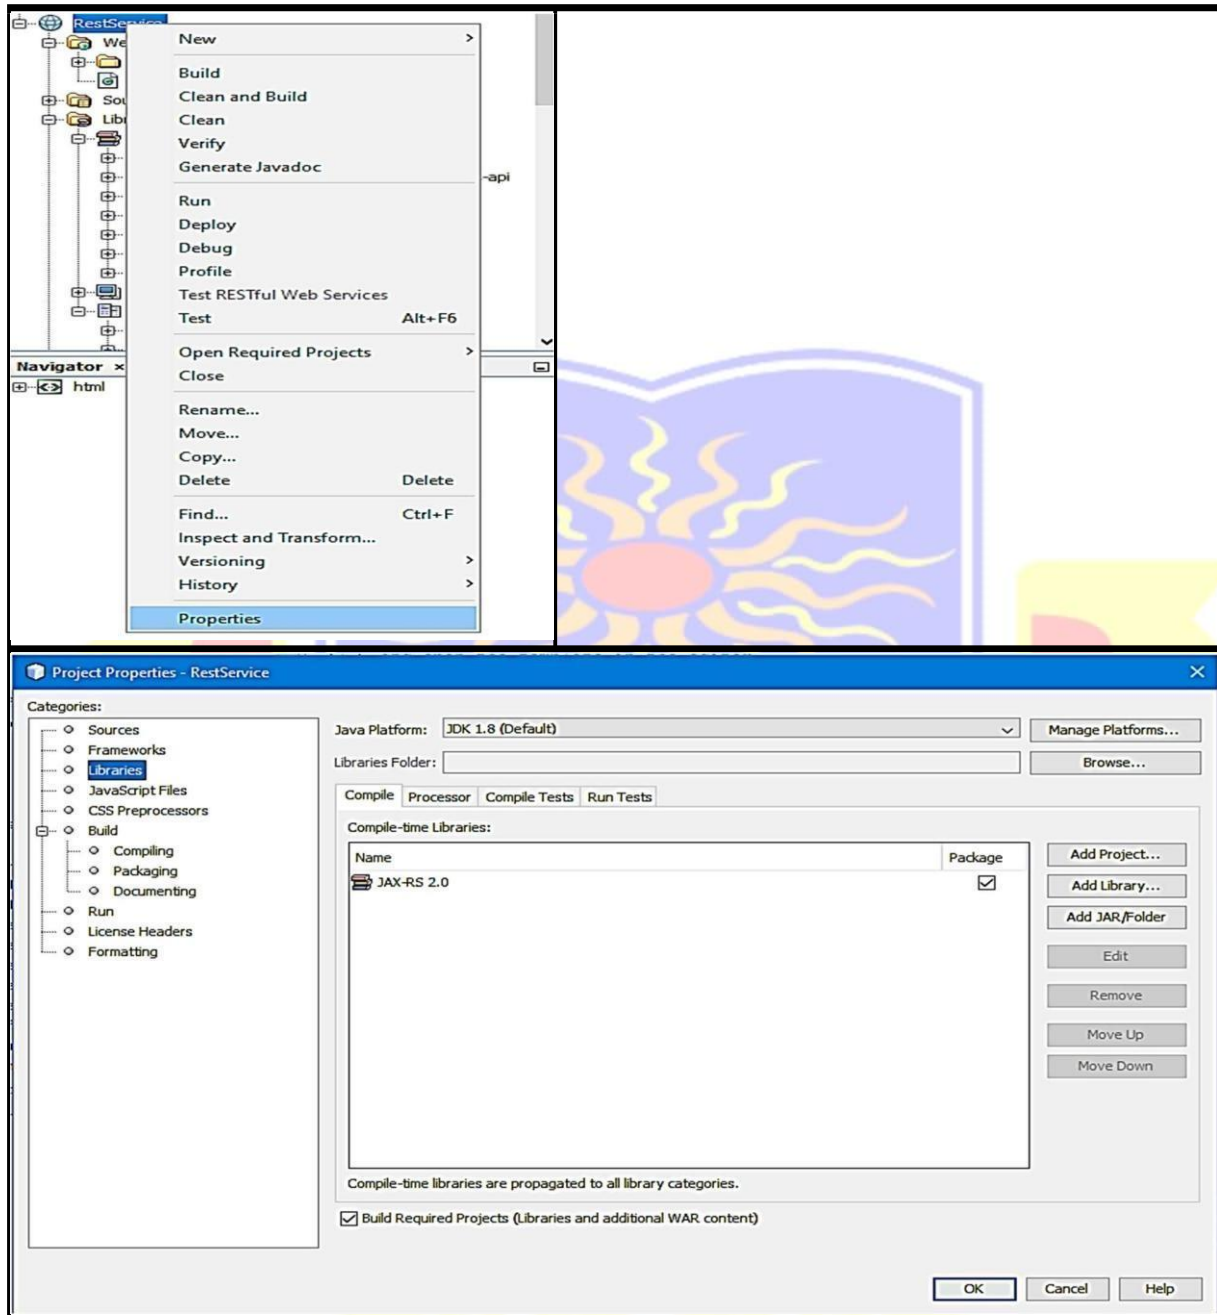 RestService
New
Build
Clean and Build
Clean
Verify
Generate Javadoc
-api
Run
Deploy
Debug
Profile
Test RESTful Web Services
Test Alt+F6
Open Required Projects
Close
Navigator ×
html
Rename...
Move...
Copy...
Delete Delete
Find... Ctrl+F
Inspect and Transform...
Versioning
History
Properties
Project Properties - RestService
Categories:
Sources
Frameworks
Libraries
JavaScript Files
CSS Preprocessors
Build
Compiling
Packaging
Documenting
Run
License Headers
Formatting
Java Platform: JDK 1.8 (Default) Manage Platforms...
Libraries Folder: Browse...
Compile Processor Compile Tests Run Tests
Compile-time Libraries:
Name Package
JAX-RS 2.0
Add Project...
Add Library...
Add JAR/Folder
Edit
Remove
Move Up
Move Down
Compile-time libraries are propagated to all library categories.
Build Required Projects (Libraries and additional WAR content)
OK Cancel Help